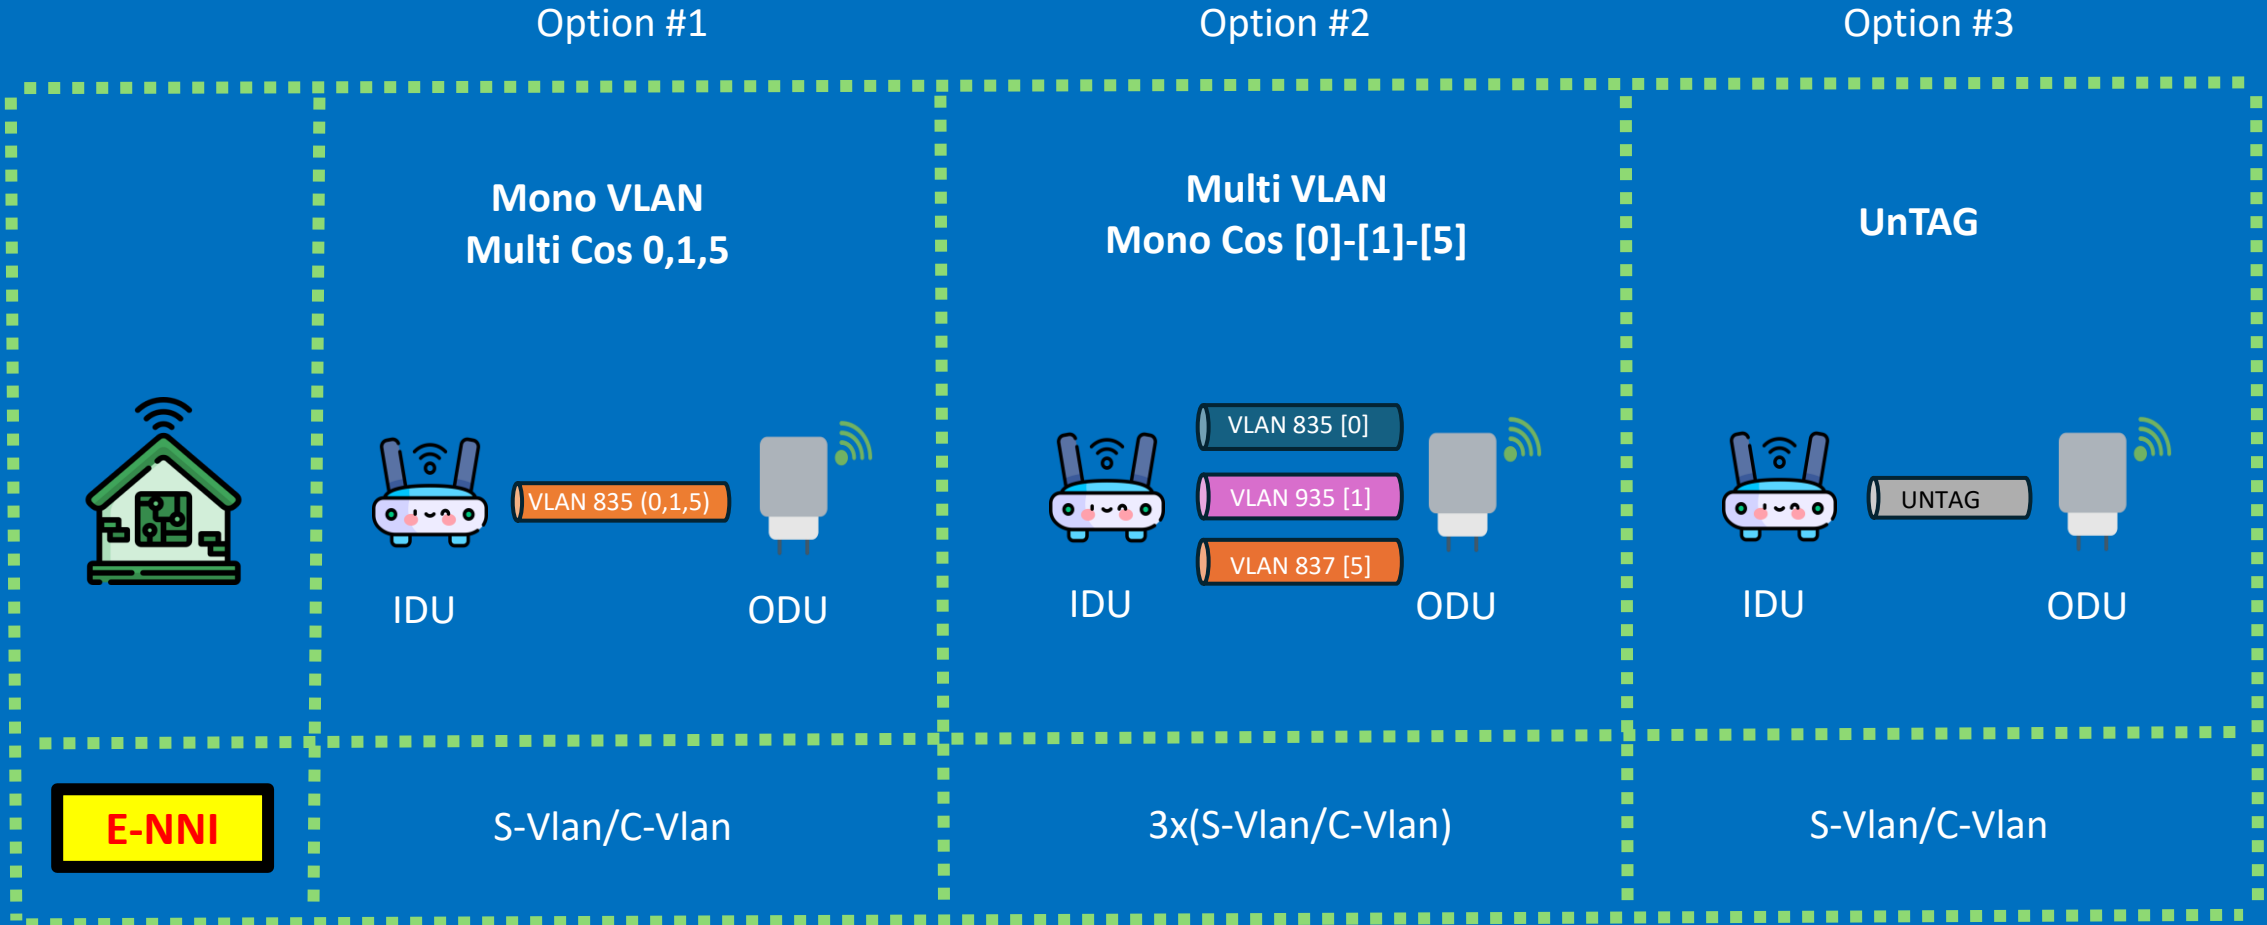 Option #1
Option #2
Option #3
Mono VLAN
Multi Cos 0,1,5
Multi VLAN
Mono Cos [0]-[1]-[5]
UnTAG
VLAN 835 (0,1,5)
IDU
ODU
VLAN 835 [0]
VLAN 935 [1]
VLAN 837 [5]
IDU
ODU
UNTAG
IDU
ODU
E-NNI
S-Vlan/C-Vlan
3x(S-Vlan/C-Vlan)
S-Vlan/C-Vlan